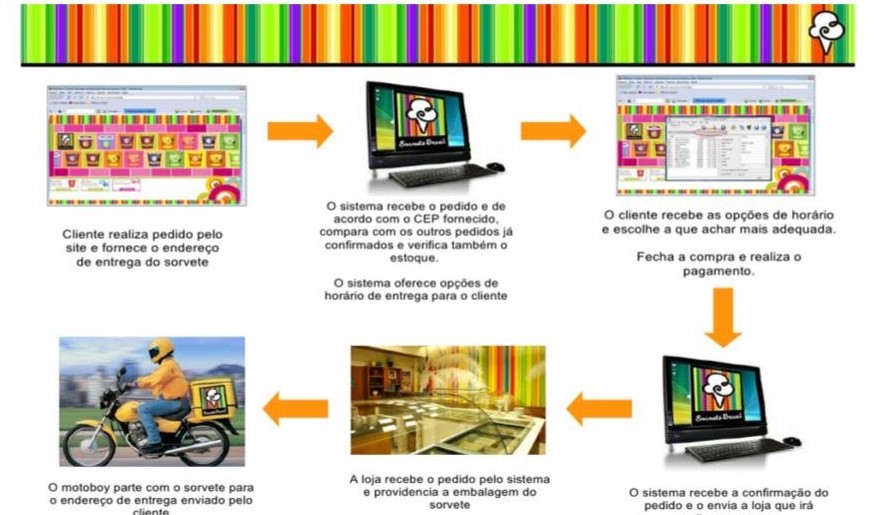 Cliente realiza pedido pelo
site e fornece o endereço
de entrega do sorvete
Sorvete Brasil
O sistema recebe o pedido e de
acordo com o CEP fornecido,
compara com os outros pedidos já
confirmados e verifica também o
estoque.
O sistema oferece opções de
horário de entrega para o cliente
O cliente recebe as opções de horário
e escolhe a que achar mais adequada.
Fecha a compra e realiza o
pagamento.
Sorvete Brasil
O sistema recebe a confirmação do
pedido e o envia a loja que irá
A loja recebe o pedido pelo sistema
e providencia a embalagem do
sorvete
O motoboy parte com o sorvete para
o endereço de entrega enviado pelo
cliente